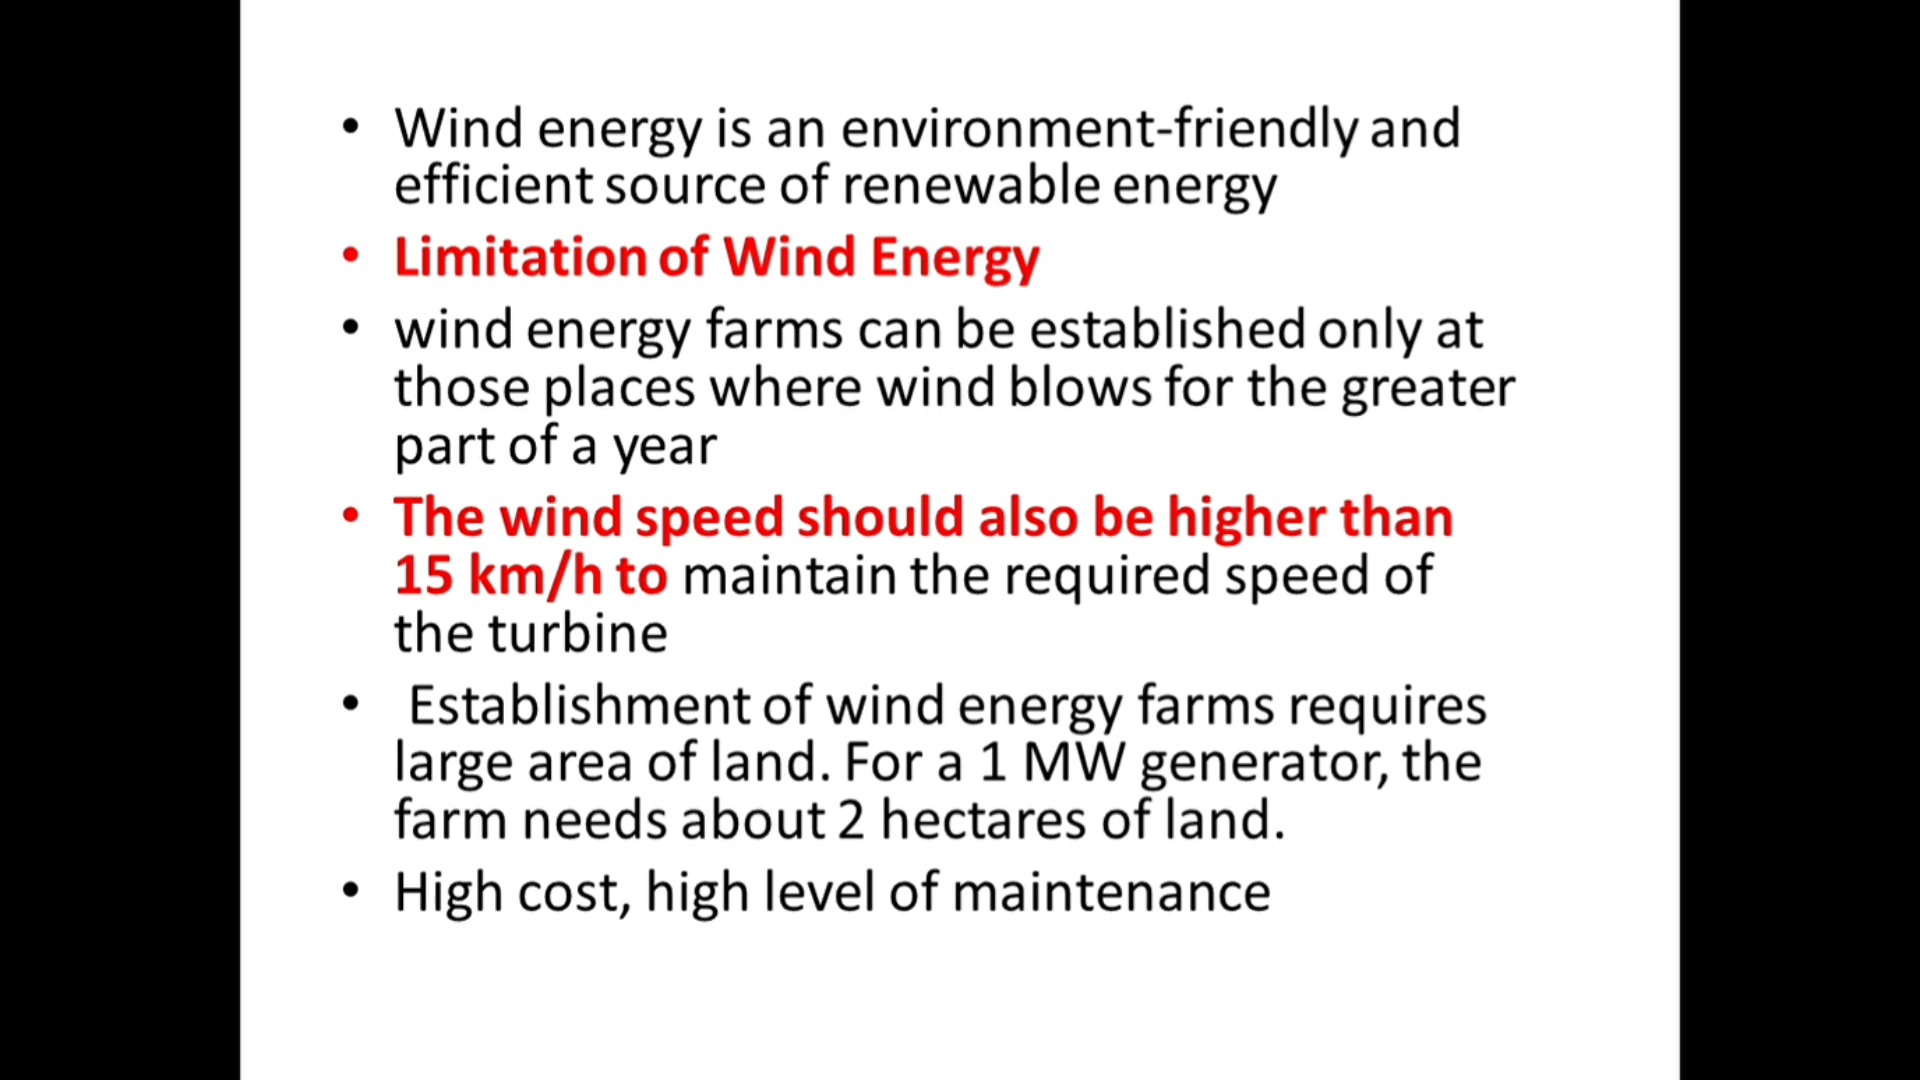 • Wind energy is an environment-friendly and
efficient source of renewable energy
• Limitation of Wind Energy
• wind energy farms can be established only at
those places where wind blows for the greater
part of a year
• The wind speed should also be higher than
15 km/h to maintain the required speed of
the turbine
• Establishment of wind energy farms requires
large area of land. For a 1 MW generator, the
farm needs about 2 hectares of land.
• High cost, high level of maintenance